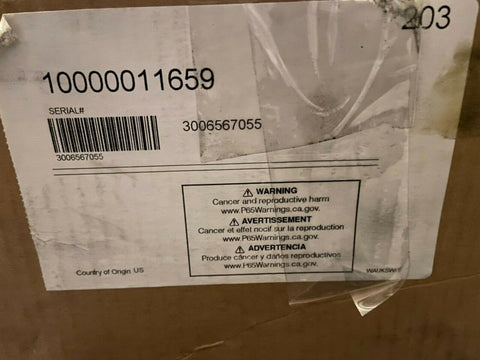 203
10000011659
SERIAL#
3006567055
3006567055
⚠ WARNING
Cancer and reproductive harm
www.P65Warnings.ca.gov.
⚠ AVERTISSEMENT
Cancer et effet nocif sur la reproduction
www.P65Warnings.ca.gov.
⚠ ADVERTENCIA
Produce cáncer y daños reproductivos
www.P65Warnings.ca.gov.
Country of Origin US